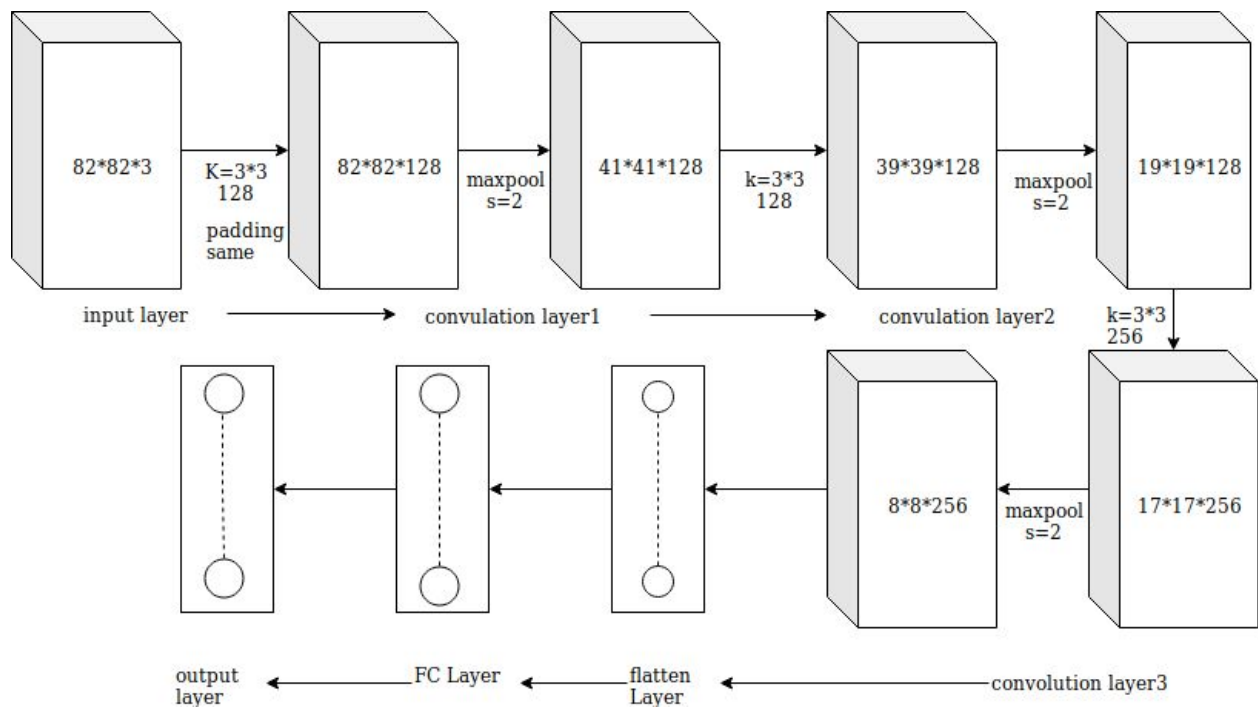 82*82*3
K=3*3
128
padding
same
82*82*128
maxpool
s=2
41*41*128
k=3*3
128
39*39*128
maxpool
s=2
19*19*128
input layer
convulation layer1
convulation layer2
k=3*3
256
17*17*256
maxpool
s=2
8*8*256
convolution layer3
flatten
Layer
FC Layer
output
layer